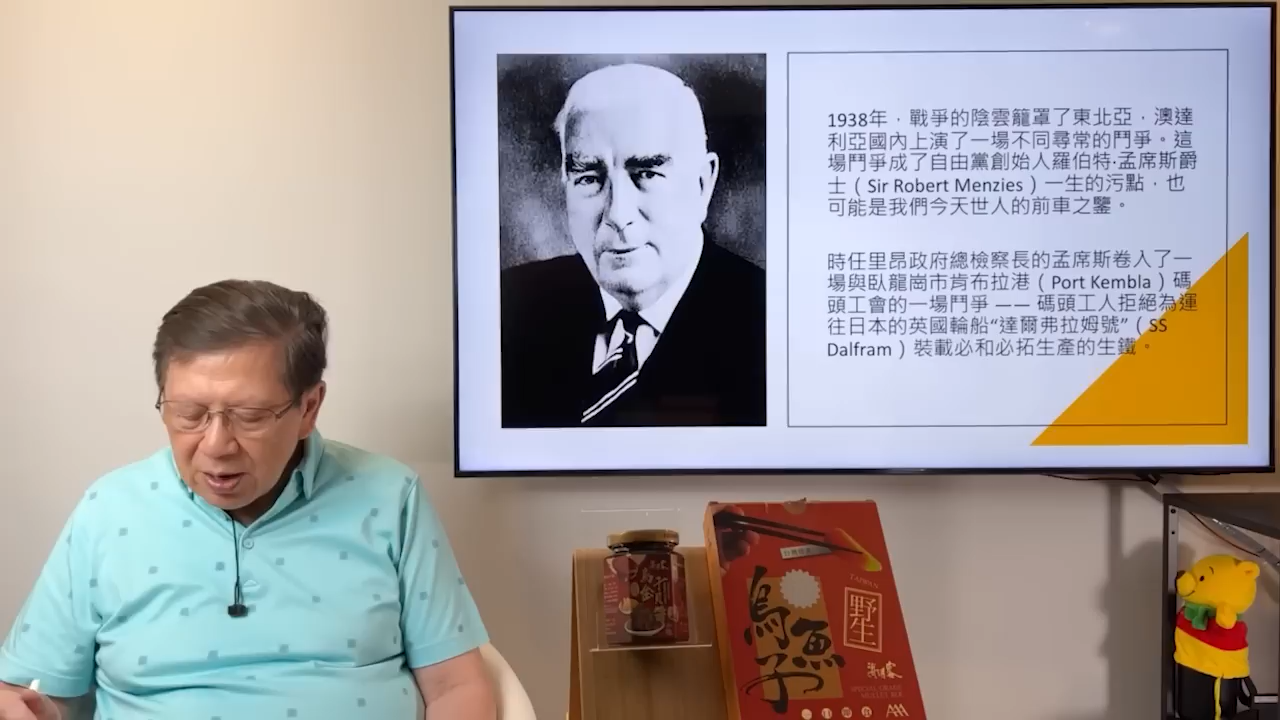 1938年，戰爭的陰雲籠罩了東北亞，澳達
利亞國內上演了一場不同尋常的鬥爭。這
場鬥爭成了自由黨創始人羅伯特·孟席斯爵
士（Sir Robert Menzies）一生的污點，也
可能是我們今天世人的前車之鑒。
時任里昂政府總檢察長的孟席斯卷入了一
場與臥龍崗市肯布拉港（Port Kembla）碼
頭工會的一場鬥爭 —— 碼頭工人拒絕為運
往日本的英國輪船“達爾弗拉姆號”（SS
Dalfram）裝載必和必拓生產的生鐵。
TAIWAN
野生
烏魚子
SPECIAL GRADE
MULLET ROE